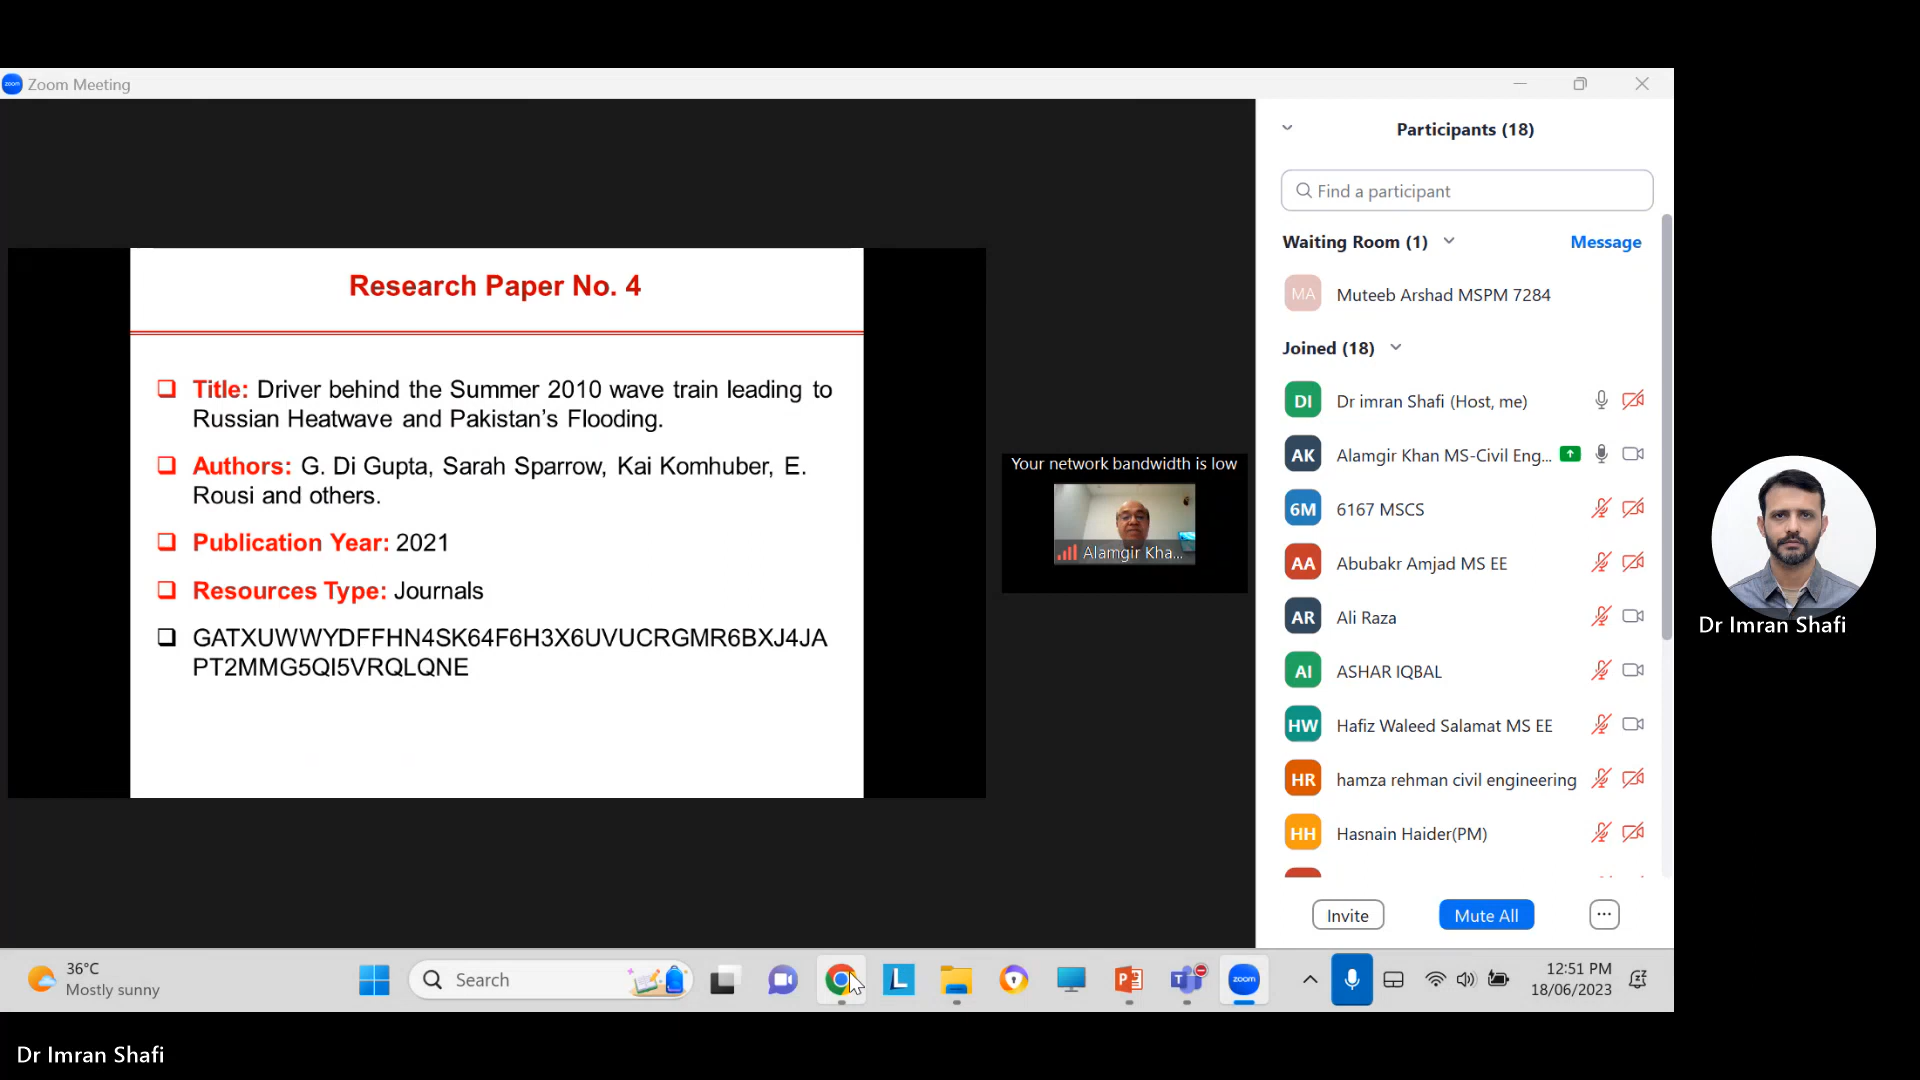 zoom Zoom Meeting
Research Paper No. 4
Title: Driver behind the Summer 2010 wave train leading to
Russian Heatwave and Pakistan's Flooding.
Authors: G. Di Gupta, Sarah Sparrow, Kai Komhuber, E.
Rousi and others.
Publication Year: 2021
Resources Type: Journals
GATXUWWYDFFHN4SK64F6H3X6UVUCRGMR6BXJ4JA
PT2MMG5QI5VRQLQNE
Your network bandwidth is low
Alamgir Kha...
Participants (18)
Find a participant
Waiting Room (1)
Message
MA Muteeb Arshad MSPM 7284
Joined (18)
DI Dr imran Shafi (Host, me)
AK Alamgir Khan MS-Civil Eng...
6M 6167 MSCS
AA Abubakr Amjad MS EE
AR Ali Raza
AI ASHAR IQBAL
HW Hafiz Waleed Salamat MS EE
HR hamza rehman civil engineering
HH Hasnain Haider(PM)
Invite
Mute All
Dr Imran Shafi
36°C
Mostly sunny
Search
L
P
T
zoom
12:51 PM
18/06/2023
Dr Imran Shafi